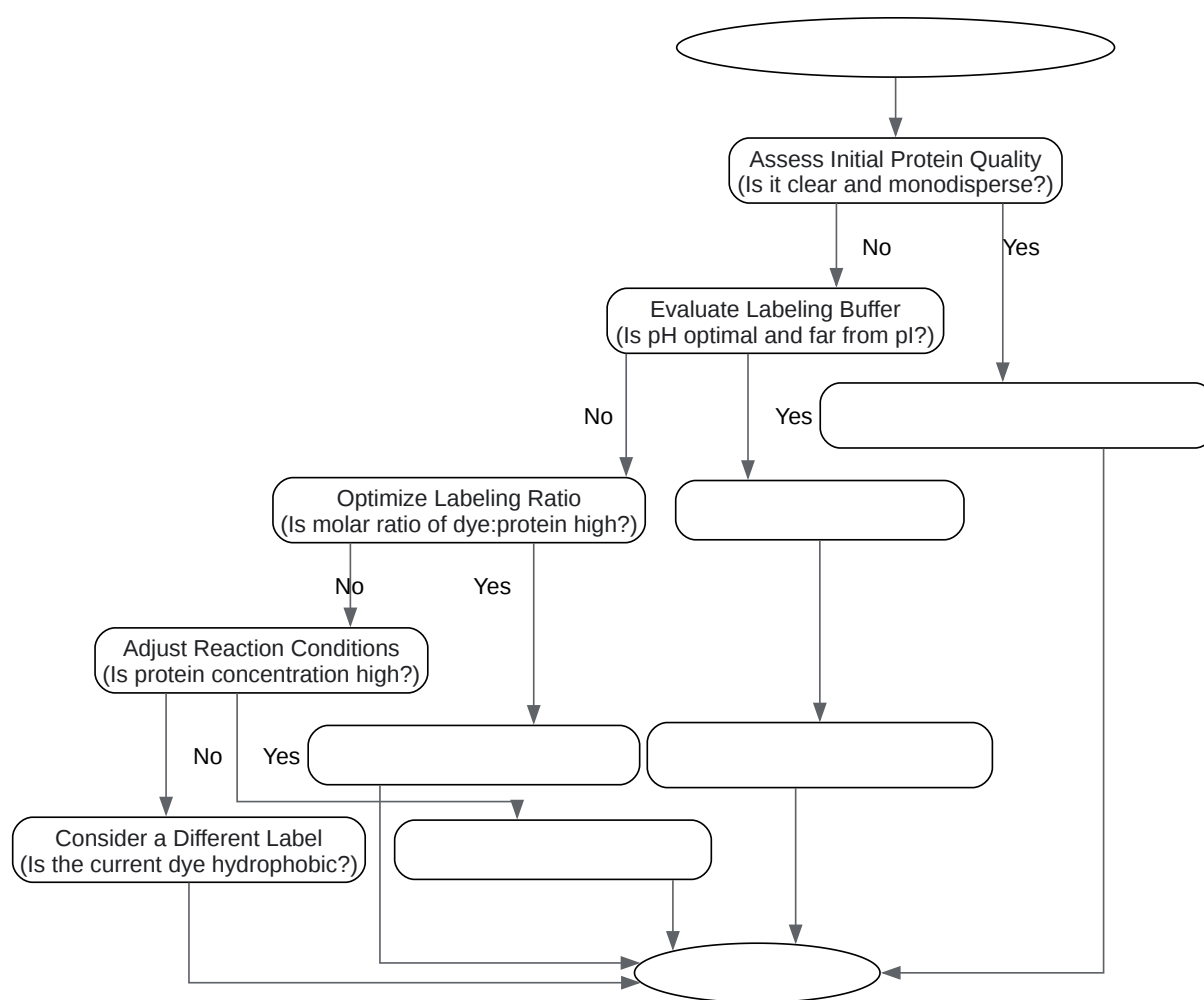 Assess Initial Protein Quality
(Is it clear and monodisperse?)
No
Yes
Evaluate Labeling Buffer
(Is pH optimal and far from pI?)
No
Yes
Optimize Labeling Ratio
(Is molar ratio of dye:protein high?)
No
Yes
Adjust Reaction Conditions
(Is protein concentration high?)
No
Yes
Consider a Different Label
(Is the current dye hydrophobic?)